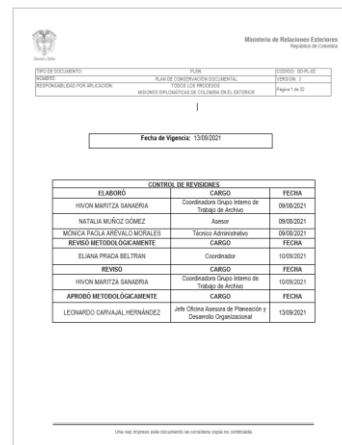 Ministerio de Relaciones Exteriores
República de Colombia
Libertad y Orden
TIPO DE DOCUMENTO: PLAN CODIGO: GD-PL-02
NOMBRE: PLAN DE CONSERVACIÓN DOCUMENTAL VERSION: 3
RESPONSABILIDAD POR APLICACIÓN: TODOS LOS PROCESOS Página 1 de 32
MISIONES DIPLOMÁTICAS DE COLOMBIA EN EL EXTERIOR
Fecha de Vigencia: 13/09/2021
CONTROL DE REVISIONES
ELABORÓ CARGO FECHA
HIVON MARITZA SANABRIA Coordinadora Grupo Interno de Trabajo de Archivo 09/08/2021
NATALIA MUÑOZ GÓMEZ Asesor 09/08/2021
MÓNICA PAOLA ARÉVALO MORALES Técnico Administrativo 09/08/2021
REVISÓ METODOLÓGICAMENTE CARGO FECHA
ELIANA PRADA BELTRAN Coordinador 10/09/2021
REVISÓ CARGO FECHA
HIVON MARITZA SANABRIA Coordinadora Grupo Interno de Trabajo de Archivo 10/09/2021
APROBÓ METODOLÓGICAMENTE CARGO FECHA
LEONARDO CARVAJAL HERNÁNDEZ Jefe Oficina Asesora de Planeación y Desarrollo Organizacional 13/09/2021
Una vez impreso este documento se considera copia no controlada.